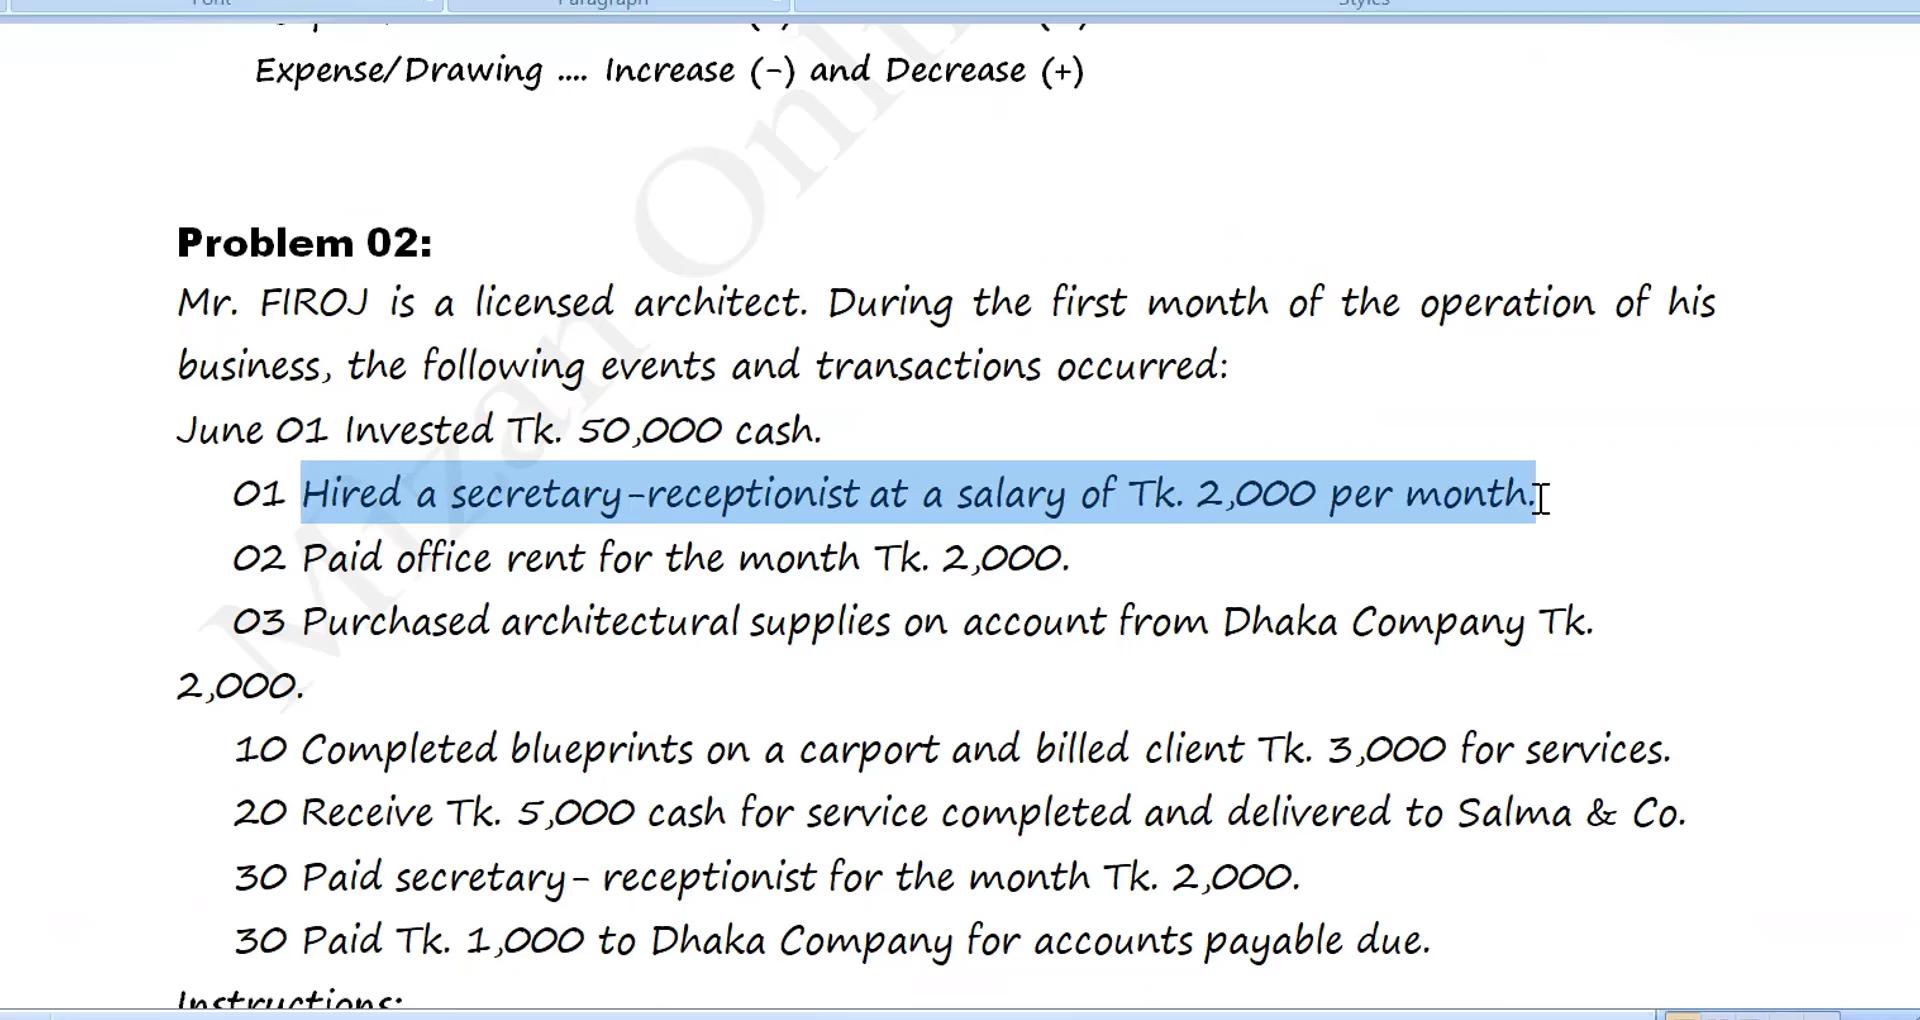 Font Paragraph Styles
Expense/Drawing .... Increase (-) and Decrease (+)
Problem 02:
Mr. FIROJ is a licensed architect. During the first month of the operation of his
business, the following events and transactions occurred:
June 01 Invested Tk. 50,000 cash.
01 Hired a secretary-receptionist at a salary of Tk. 2,000 per month.
02 Paid office rent for the month Tk. 2,000.
03 Purchased architectural supplies on account from Dhaka Company Tk.
2,000.
10 Completed blueprints on a carport and billed client Tk. 3,000 for services.
20 Receive Tk. 5,000 cash for service completed and delivered to Salma & Co.
30 Paid secretary- receptionist for the month Tk. 2,000.
30 Paid Tk. 1,000 to Dhaka Company for accounts payable due.
Instructions:
Mizan Onli